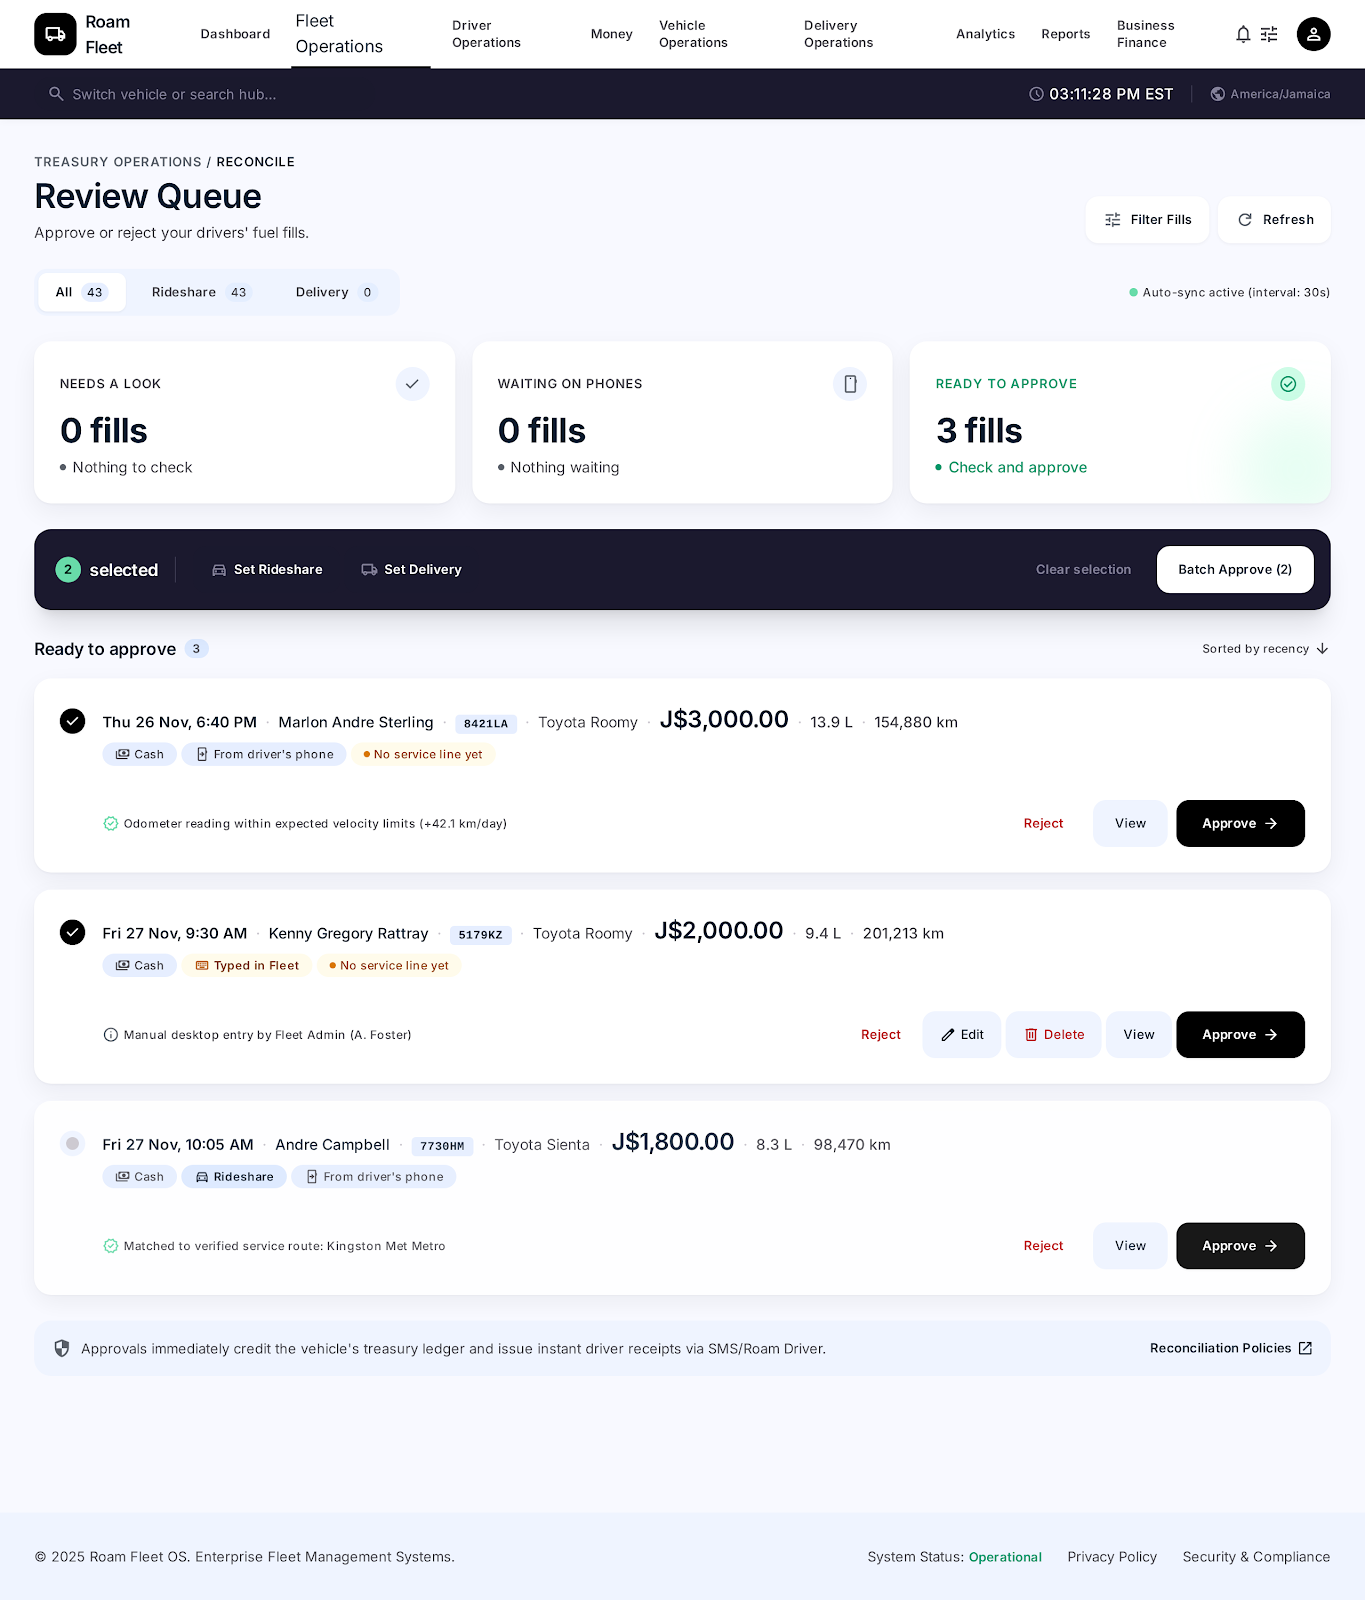 Roam Fleet
Dashboard
Fleet Operations
Driver Operations
Money
Vehicle Operations
Delivery Operations
Analytics
Reports
Business Finance
Switch vehicle or search hub...
03:11:28 PM EST
America/Jamaica
TREASURY OPERATIONS / RECONCILE
Review Queue
Approve or reject your drivers' fuel fills.
Filter Fills
Refresh
All 43
Rideshare 43
Delivery 0
Auto-sync active (interval: 30s)
NEEDS A LOOK
0 fills
• Nothing to check
WAITING ON PHONES
0 fills
• Nothing waiting
READY TO APPROVE
3 fills
• Check and approve
2 selected
Set Rideshare
Set Delivery
Clear selection
Batch Approve (2)
Ready to approve 3
Sorted by recency
Thu 26 Nov, 6:40 PM · Marlon Andre Sterling · 8421LA · Toyota Roomy · J$3,000.00 · 13.9 L · 154,880 km
Cash
From driver's phone
No service line yet
Odometer reading within expected velocity limits (+42.1 km/day)
Reject
View
Approve
Fri 27 Nov, 9:30 AM · Kenny Gregory Rattray · 5179KZ · Toyota Roomy · J$2,000.00 · 9.4 L · 201,213 km
Cash
Typed in Fleet
No service line yet
Manual desktop entry by Fleet Admin (A. Foster)
Reject
Edit
Delete
View
Approve
Fri 27 Nov, 10:05 AM · Andre Campbell · 7730HM · Toyota Sienta · J$1,800.00 · 8.3 L · 98,470 km
Cash
Rideshare
From driver's phone
Matched to verified service route: Kingston Met Metro
Reject
View
Approve
Approvals immediately credit the vehicle's treasury ledger and issue instant driver receipts via SMS/Roam Driver.
Reconciliation Policies
© 2025 Roam Fleet OS. Enterprise Fleet Management Systems.
System Status: Operational
Privacy Policy
Security & Compliance